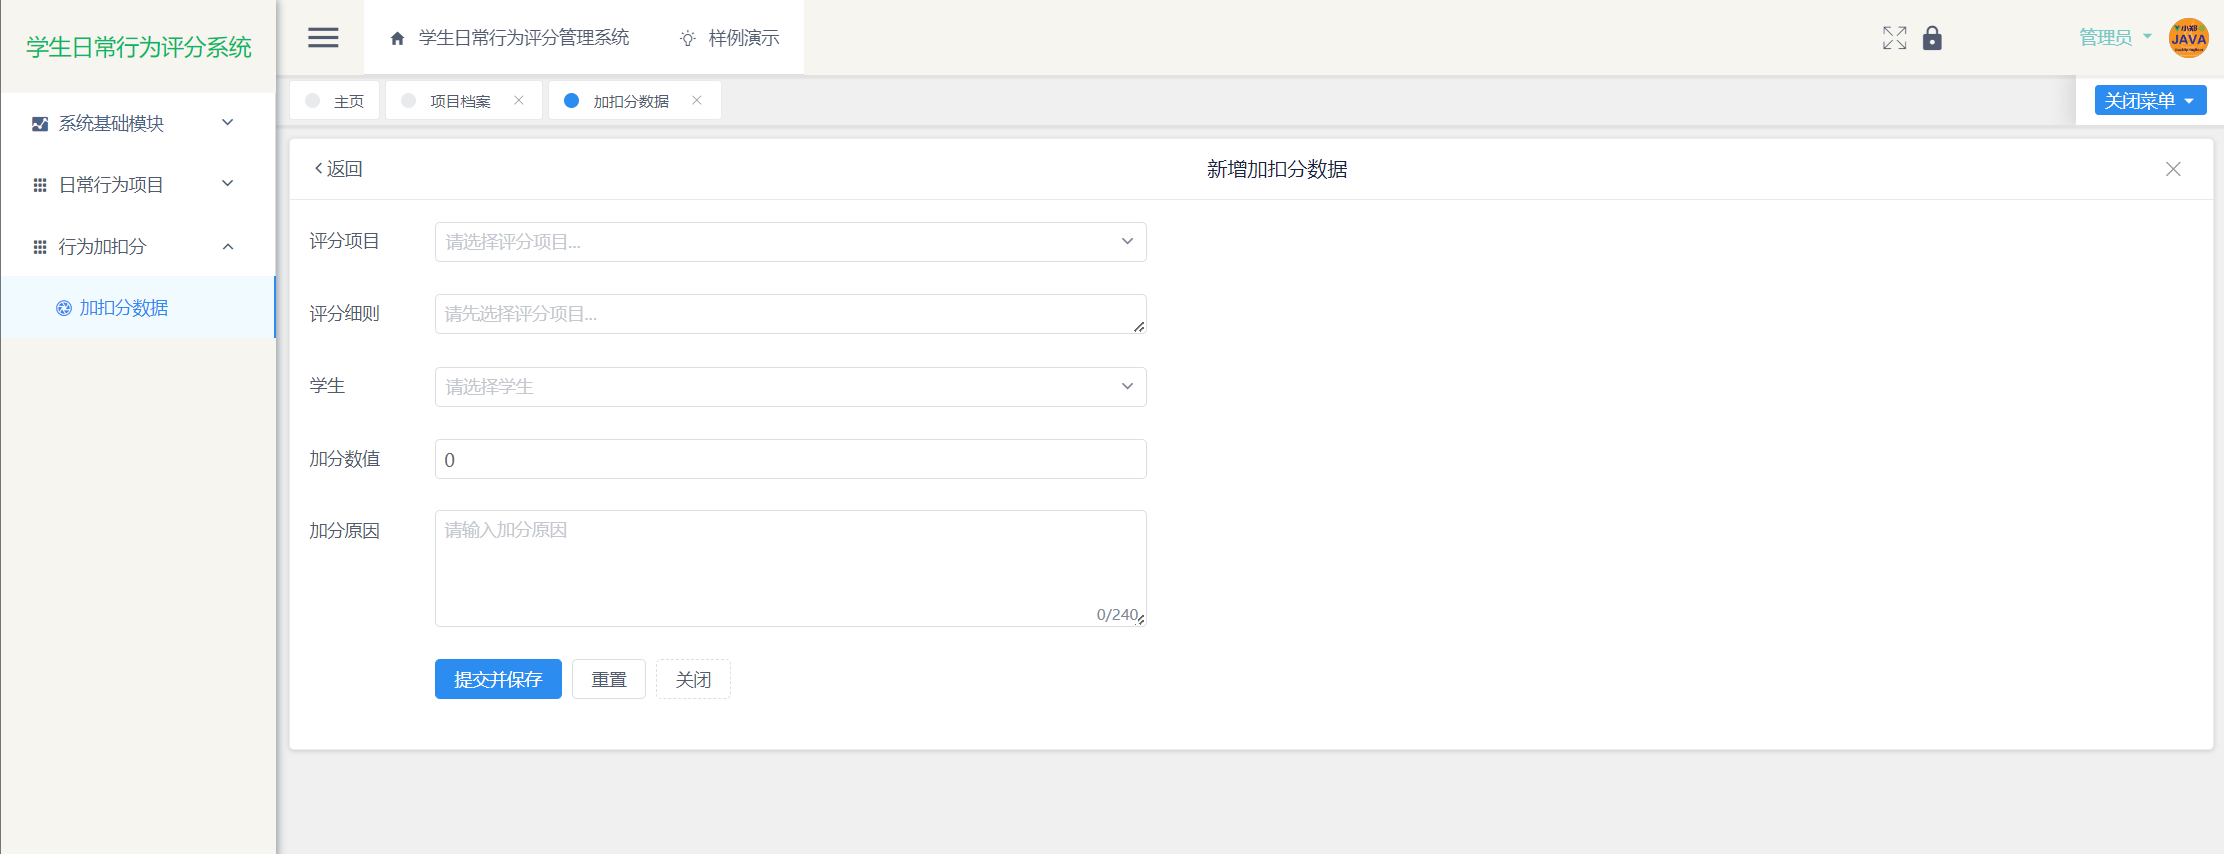 学生日常行为评分系统
学生日常行为评分管理系统
样例演示
管理员
小郑
JAVA
主页
项目档案
加扣分数据
关闭菜单
系统基础模块
日常行为项目
行为加扣分
加扣分数据
返回
新增加扣分数据
评分项目
请选择评分项目...
评分细则
请先选择评分项目...
学生
请选择学生
加分数值
0
加分原因
请输入加分原因
0/240
提交并保存
重置
关闭